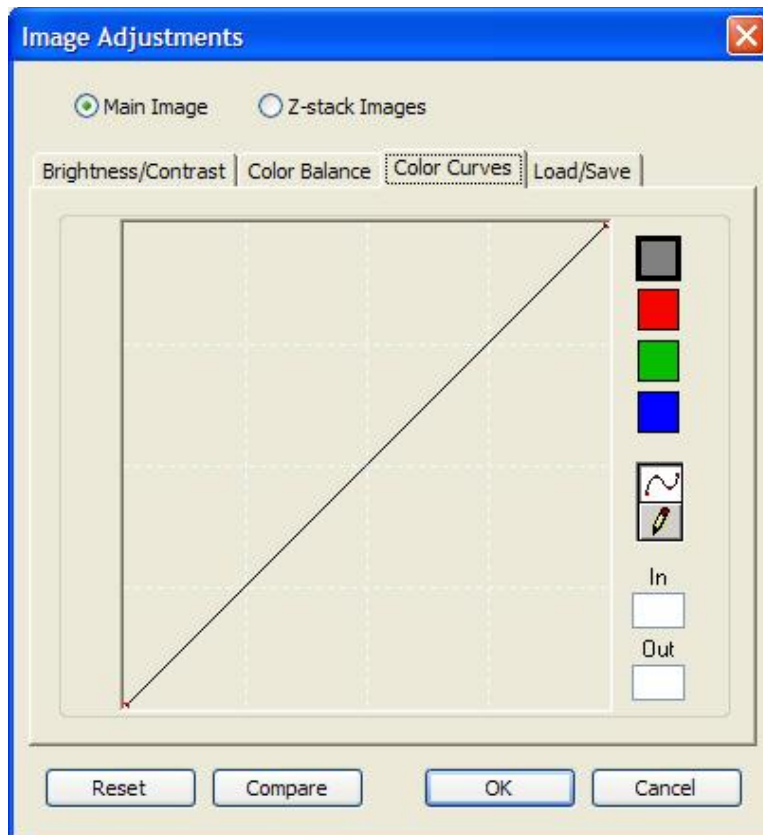 Image Adjustments
Main Image Z-stack Images
Brightness/Contrast Color Balance Color Curves Load/Save
In
Out
Reset Compare OK Cancel